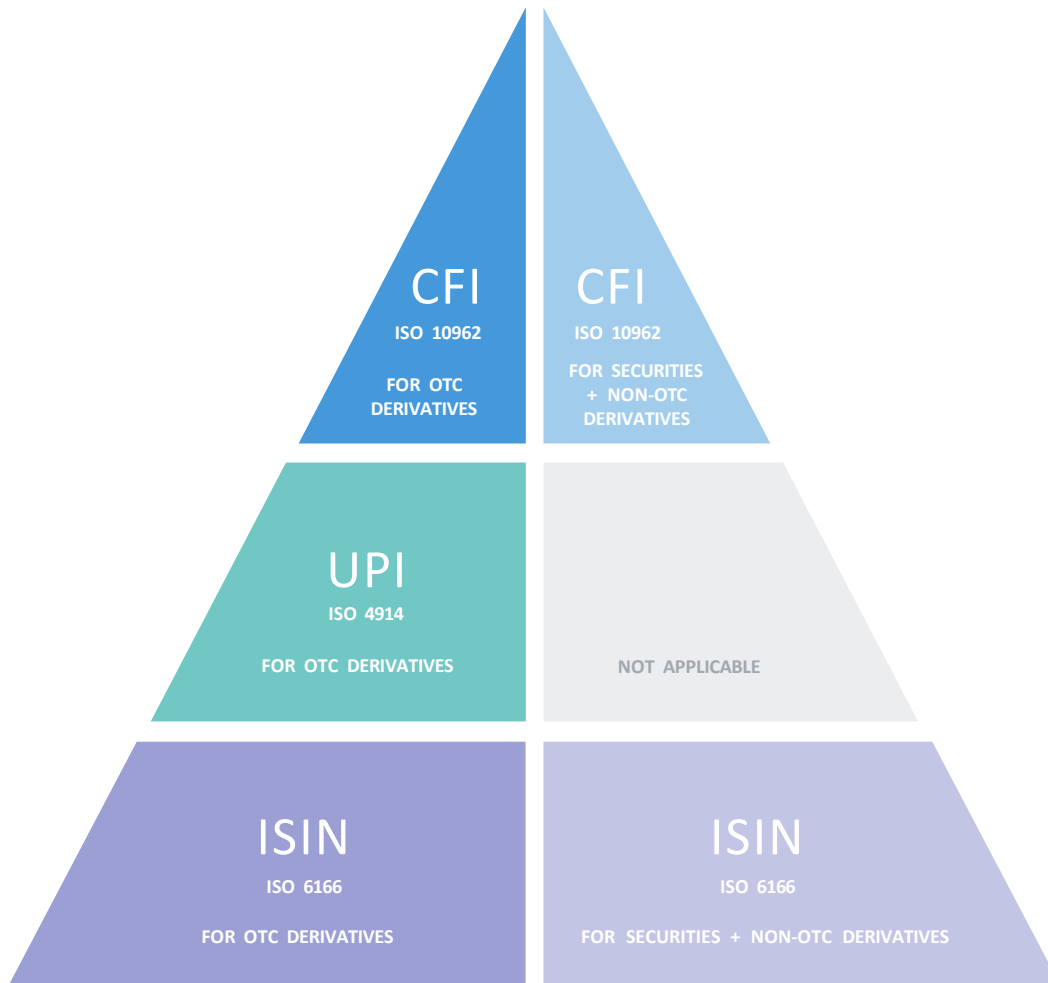 CFI
ISO 10962
FOR OTC
DERIVATIVES
CFI
ISO 10962
FOR SECURITIES
+ NON-OTC
DERIVATIVES
UPI
ISO 4914
FOR OTC DERIVATIVES
NOT APPLICABLE
ISIN
ISO 6166
FOR OTC DERIVATIVES
ISIN
ISO 6166
FOR SECURITIES + NON-OTC DERIVATIVES